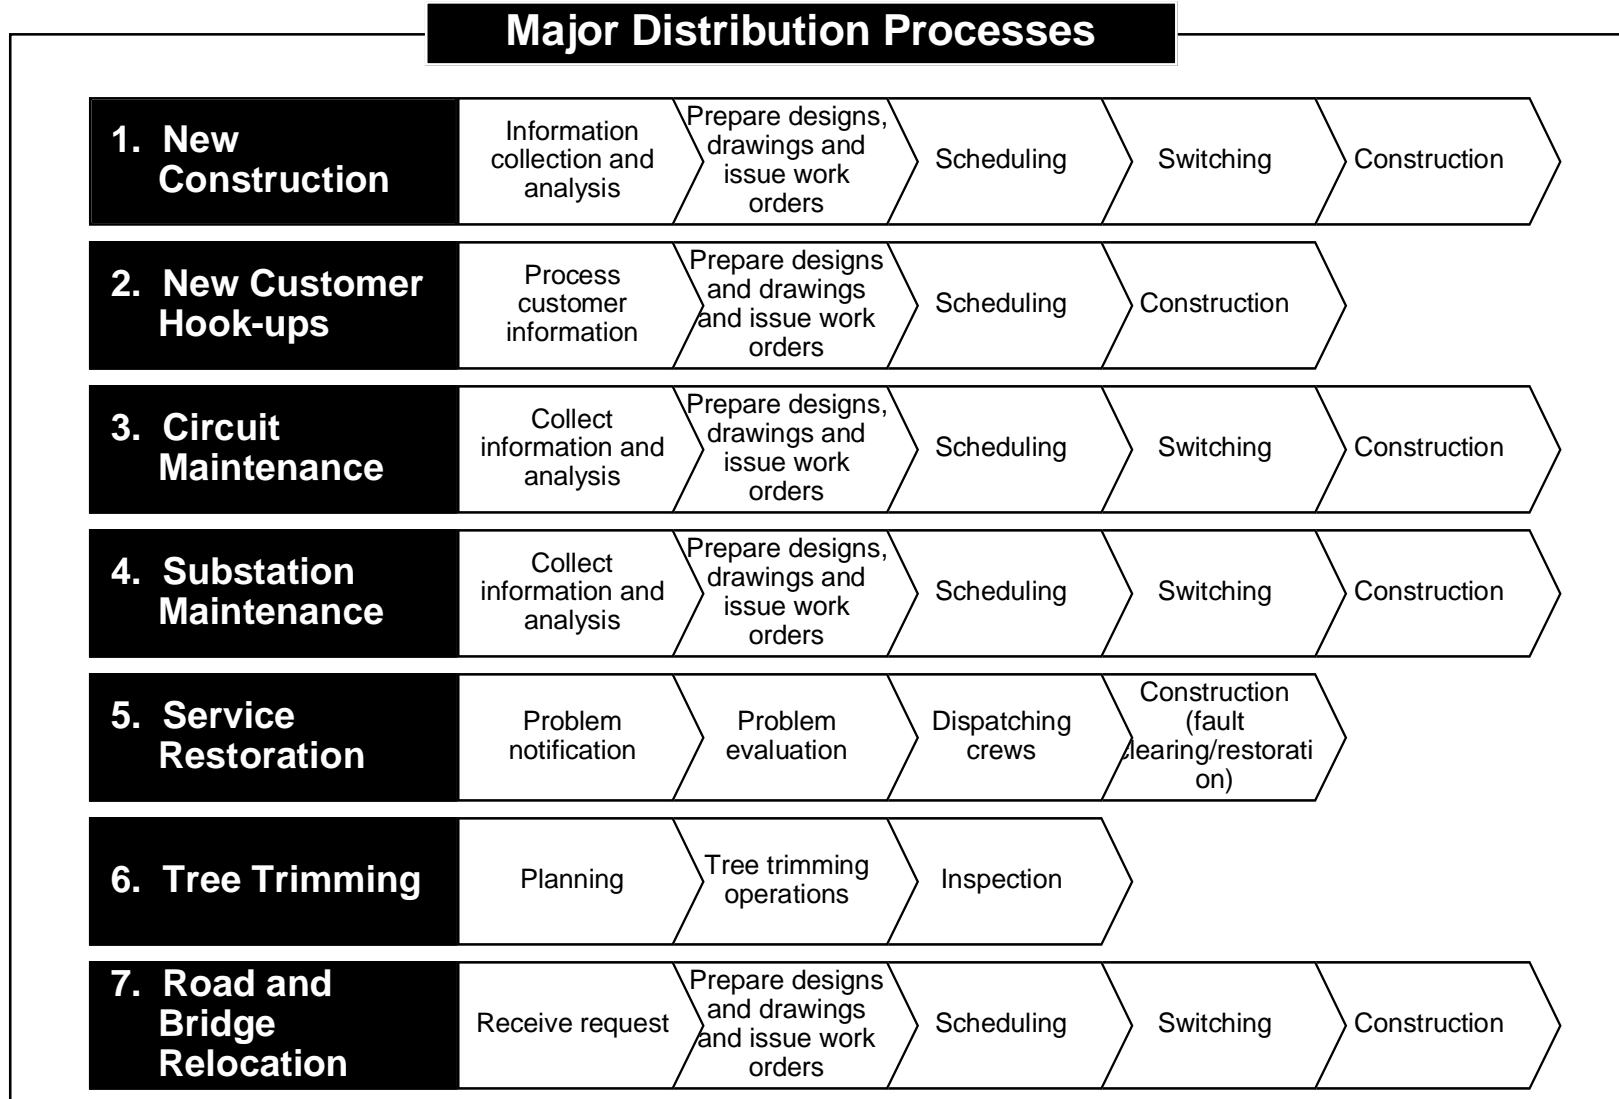 Major Distribution Processes
1. New
Construction
Information
collection and
analysis
Prepare designs,
drawings and
issue work
orders
Scheduling
Switching
Construction
2. New Customer
Hook-ups
Process
customer
information
Prepare designs
and drawings
and issue work
orders
Scheduling
Construction
3. Circuit
Maintenance
Collect
information and
analysis
Prepare designs,
drawings and
issue work
orders
Scheduling
Switching
Construction
4. Substation
Maintenance
Collect
information and
analysis
Prepare designs,
drawings and
issue work
orders
Scheduling
Switching
Construction
5. Service
Restoration
Problem
notification
Problem
evaluation
Dispatching
crews
Construction
(fault
clearing/restorati
on)
6. Tree Trimming
Planning
Tree trimming
operations
Inspection
7. Road and
Bridge
Relocation
Receive request
Prepare designs
and drawings
and issue work
orders
Scheduling
Switching
Construction